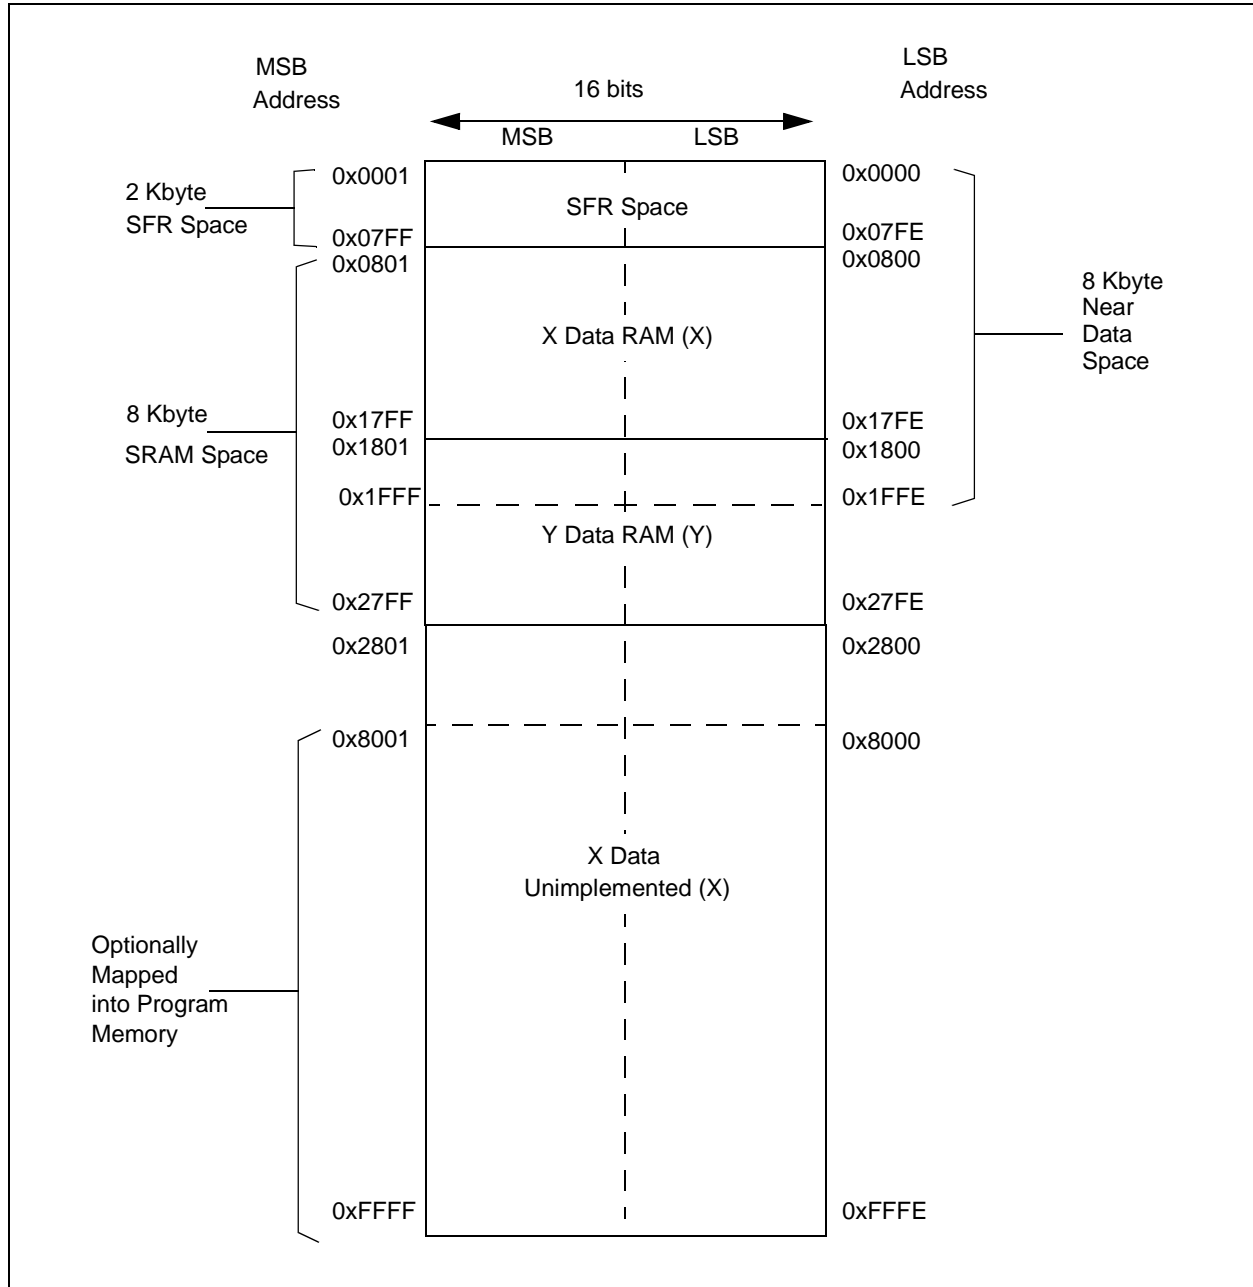 MSB
Address
LSB
Address
16 bits
MSB
LSB
2 Kbyte
SFR Space
0x0001
0x07FF
0x0801
SFR Space
0x0000
0x07FE
0x0800
8 Kbyte
Near
Data
Space
X Data RAM (X)
8 Kbyte
SRAM Space
0x17FF
0x1801
0x17FE
0x1800
0x1FFF
0x1FFE
Y Data RAM (Y)
0x27FF
0x27FE
0x2801
0x2800
0x8001
0x8000
X Data
Unimplemented (X)
Optionally
Mapped
into Program
Memory
0xFFFF
0xFFFE